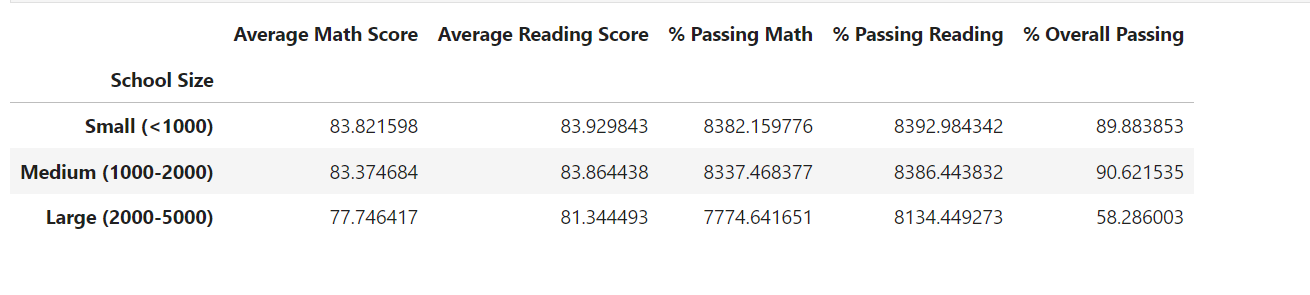 Average Math Score Average Reading Score % Passing Math % Passing Reading % Overall Passing
School Size
Small (<1000) 83.821598 83.929843 8382.159776 8392.984342 89.883853
Medium (1000-2000) 83.374684 83.864438 8337.468377 8386.443832 90.621535
Large (2000-5000) 77.746417 81.344493 7774.641651 8134.449273 58.286003